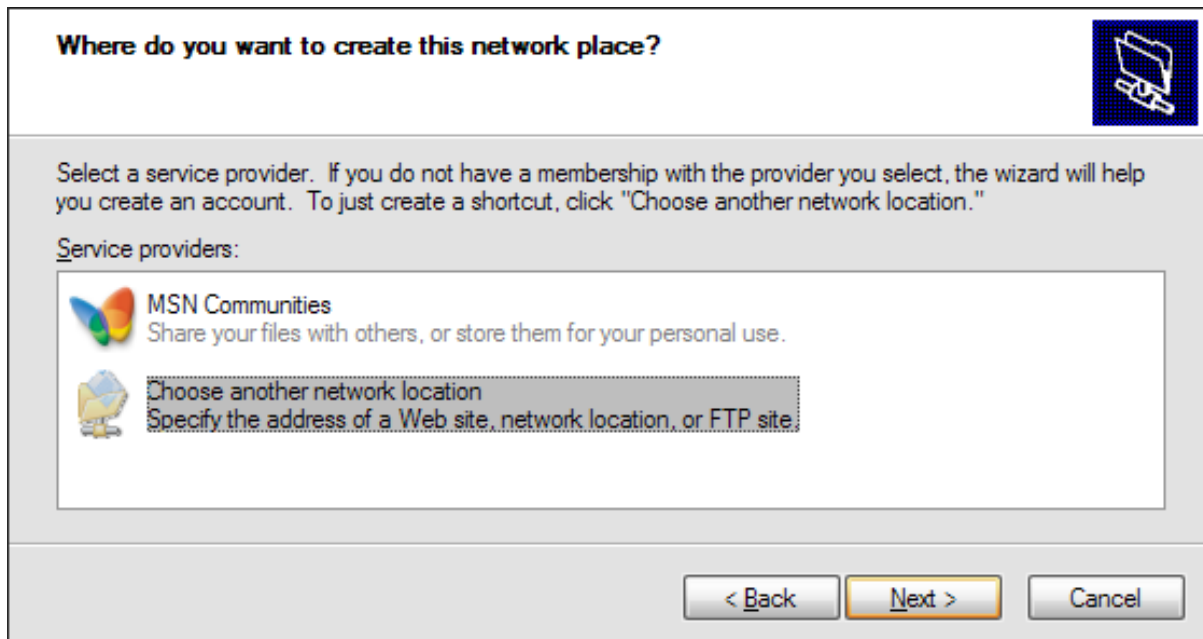 Where do you want to create this network place?
Select a service provider.  If you do not have a membership with the provider you select, the wizard will help
you create an account.  To just create a shortcut, click "Choose another network location."
Service providers:
MSN Communities
Share your files with others, or store them for your personal use.
Choose another network location
Specify the address of a Web site, network location, or FTP site.
< Back
Next >
Cancel